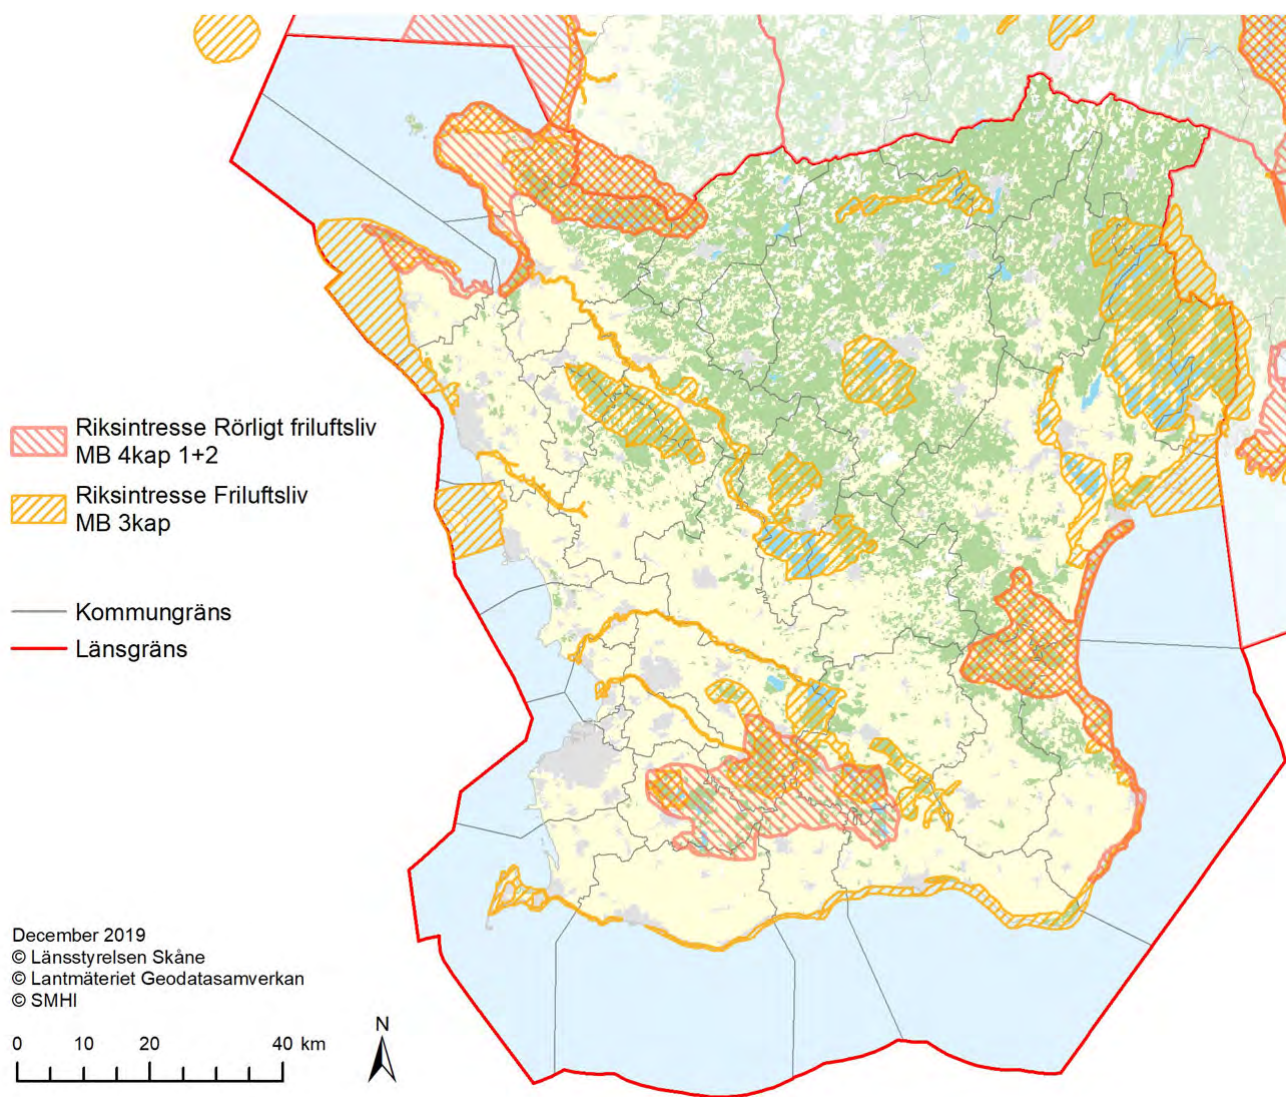 Riksintresse Rörligt friluftsliv
MB 4kap 1+2
Riksintresse Friluftsliv
MB 3kap
Kommungräns
Länsgräns
December 2019
© Länsstyrelsen Skåne
© Lantmäteriet Geodatasamverkan
© SMHI
0 10 20 40 km
N